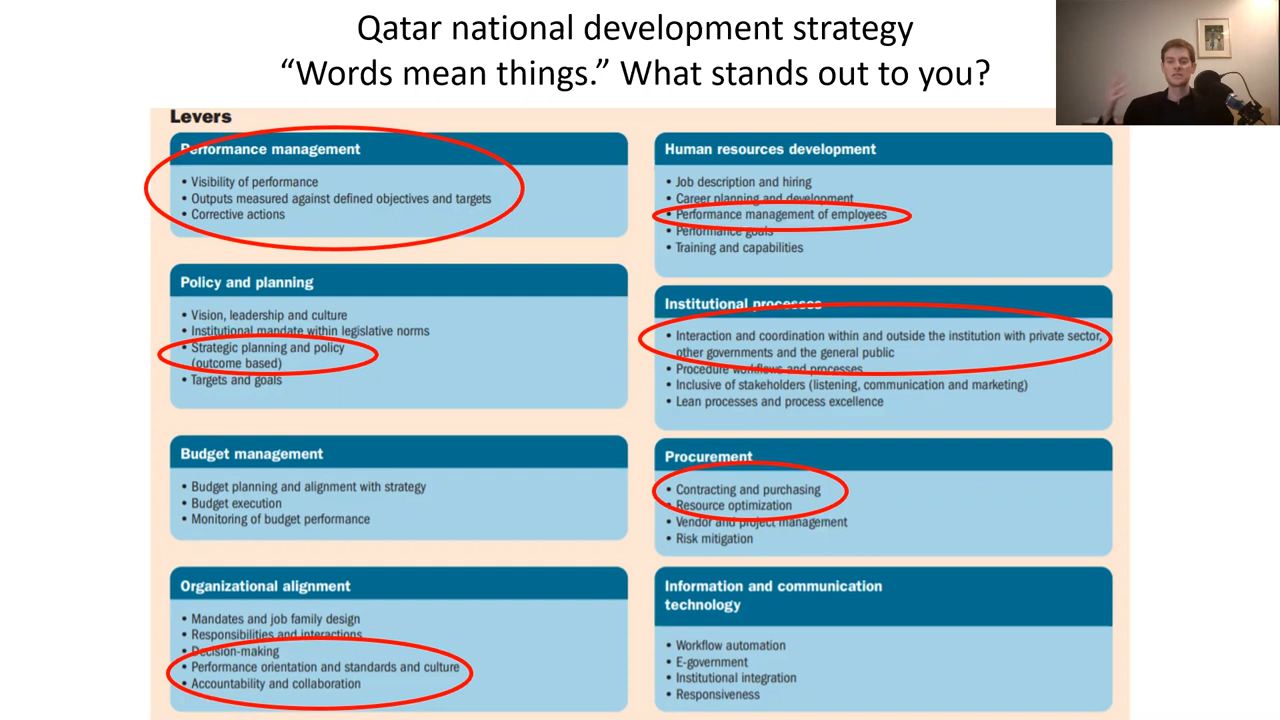 Qatar national development strategy
“Words mean things.” What stands out to you?
Levers
Performance management
• Visibility of performance
• Outputs measured against defined objectives and targets
• Corrective actions
Policy and planning
• Vision, leadership and culture
• Institutional mandate within legislative norms
• Strategic planning and policy
(outcome based)
• Targets and goals
Budget management
• Budget planning and alignment with strategy
• Budget execution
• Monitoring of budget performance
Organizational alignment
• Mandates and job family design
• Responsibilities and interactions
• Decision-making
• Performance orientation and standards and culture
• Accountability and collaboration
Human resources development
• Job description and hiring
• Career planning and development
• Performance management of employees
• Performance goals
• Training and capabilities
Institutional processes
• Interaction and coordination within and outside the institution with private sector,
other governments and the general public
• Procedure workflows and processes
• Inclusive of stakeholders (listening, communication and marketing)
• Lean processes and process excellence
Procurement
• Contracting and purchasing
• Resource optimization
• Vendor and project management
• Risk mitigation
Information and communication
technology
• Workflow automation
• E-government
• Institutional integration
• Responsiveness